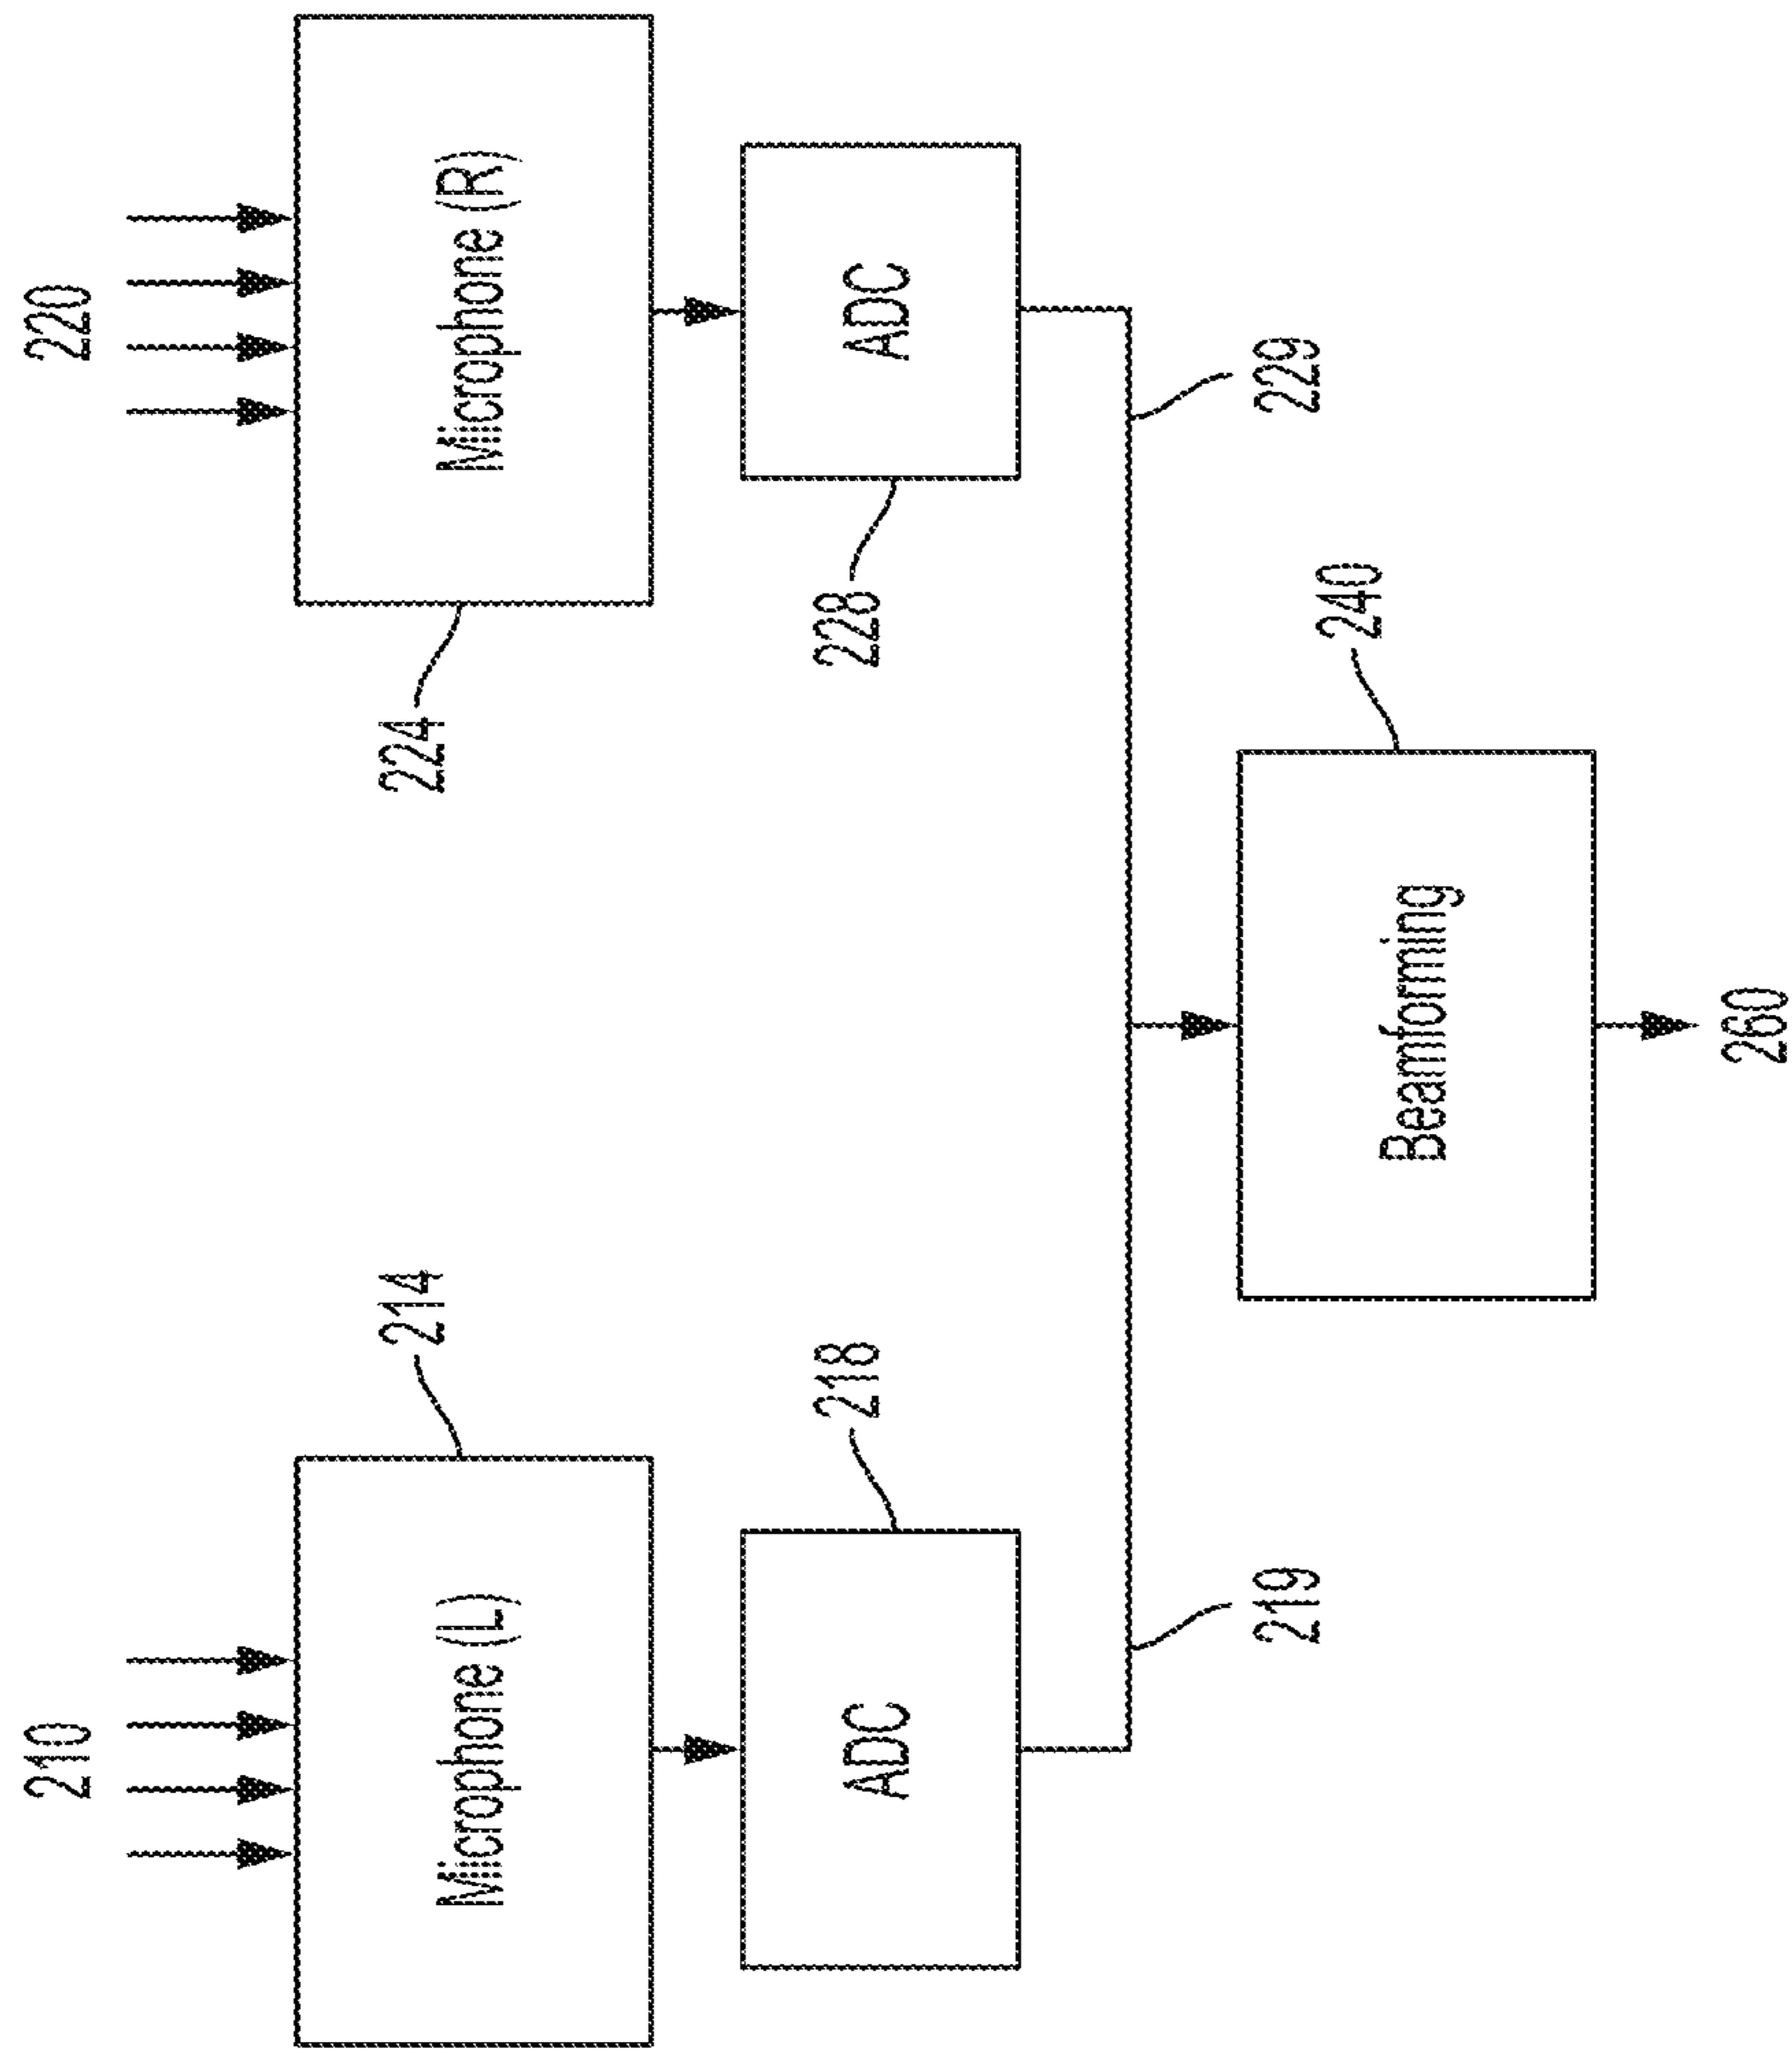 220
Microphone (R)
224
ADC
228
229
240
Beamforming
260
210
Microphone (L)
214
ADC
218
219